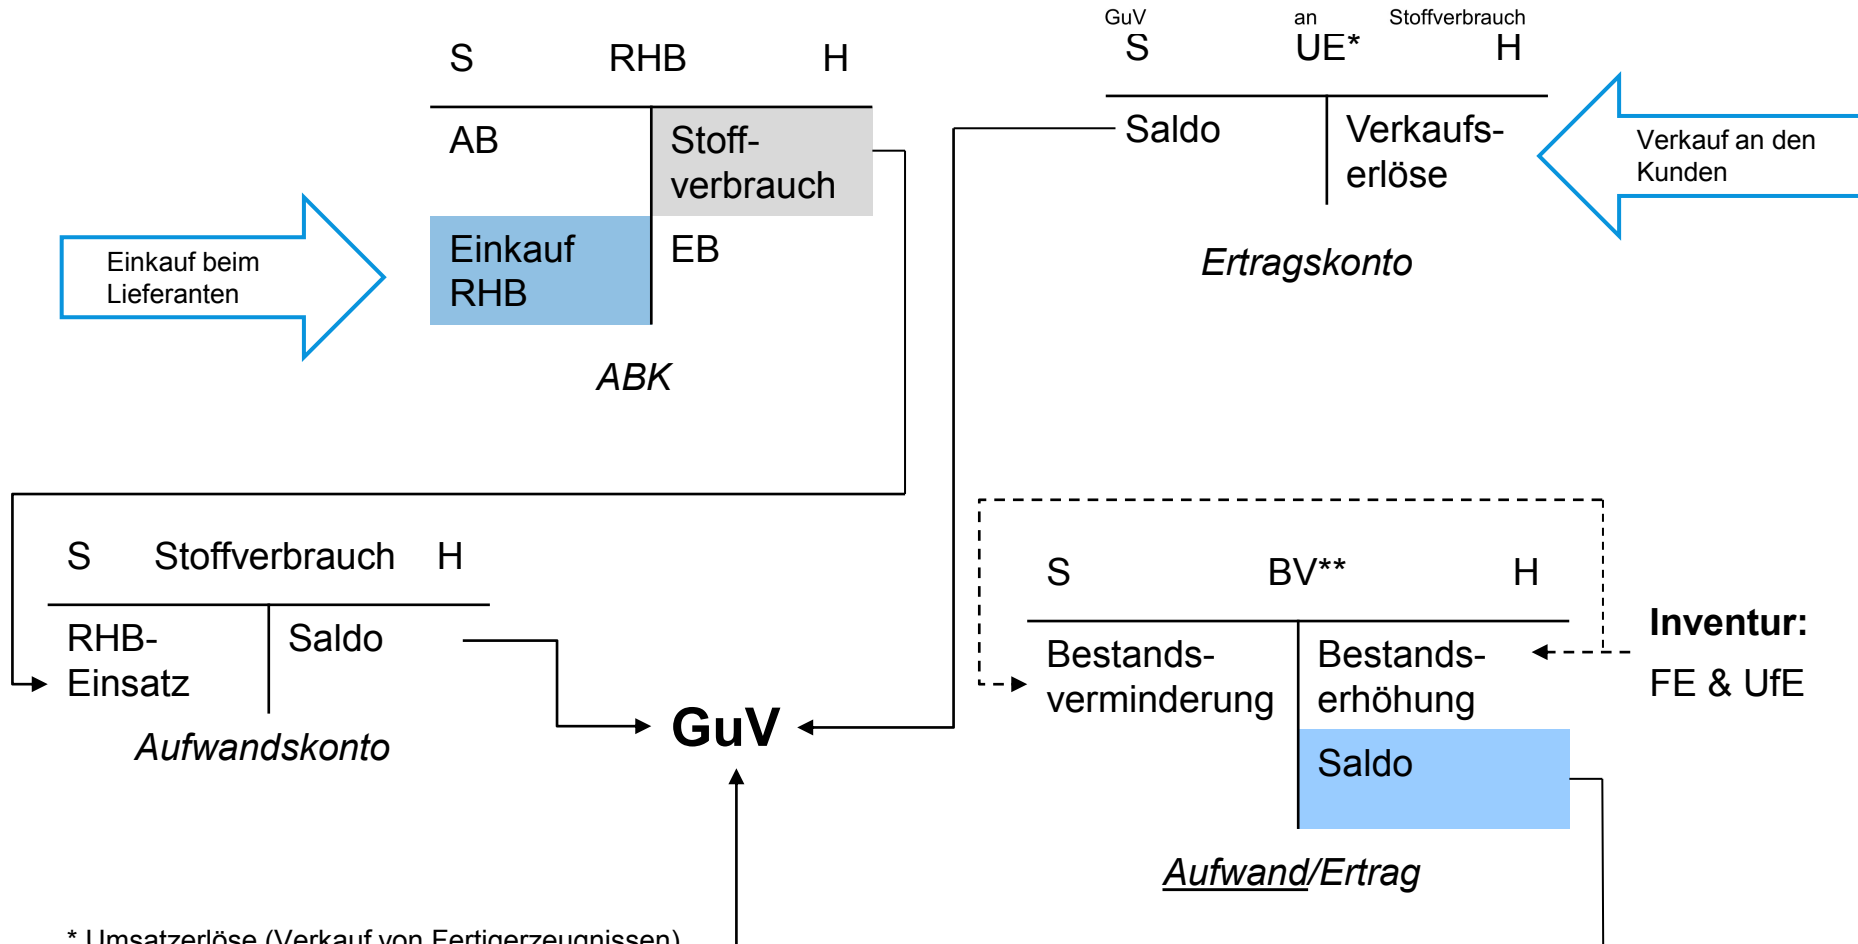 GuV an Stoffverbrauch
S UE* H
S RHB H
AB
Stoff-
verbrauch
Einkauf
RHB
EB
ABK
Einkauf beim
Lieferanten
Saldo
Verkaufs-
erlöse
Ertragskonto
Verkauf an den
Kunden
S Stoffverbrauch H
RHB-
Einsatz
Saldo
Aufwandskonto
GuV
S BV** H
Bestands-
verminderung
Bestands-
erhöhung
Saldo
Aufwand/Ertrag
Inventur:
FE & UfE
* Umsatzerlöse (Verkauf von Fertigerzeugnissen)